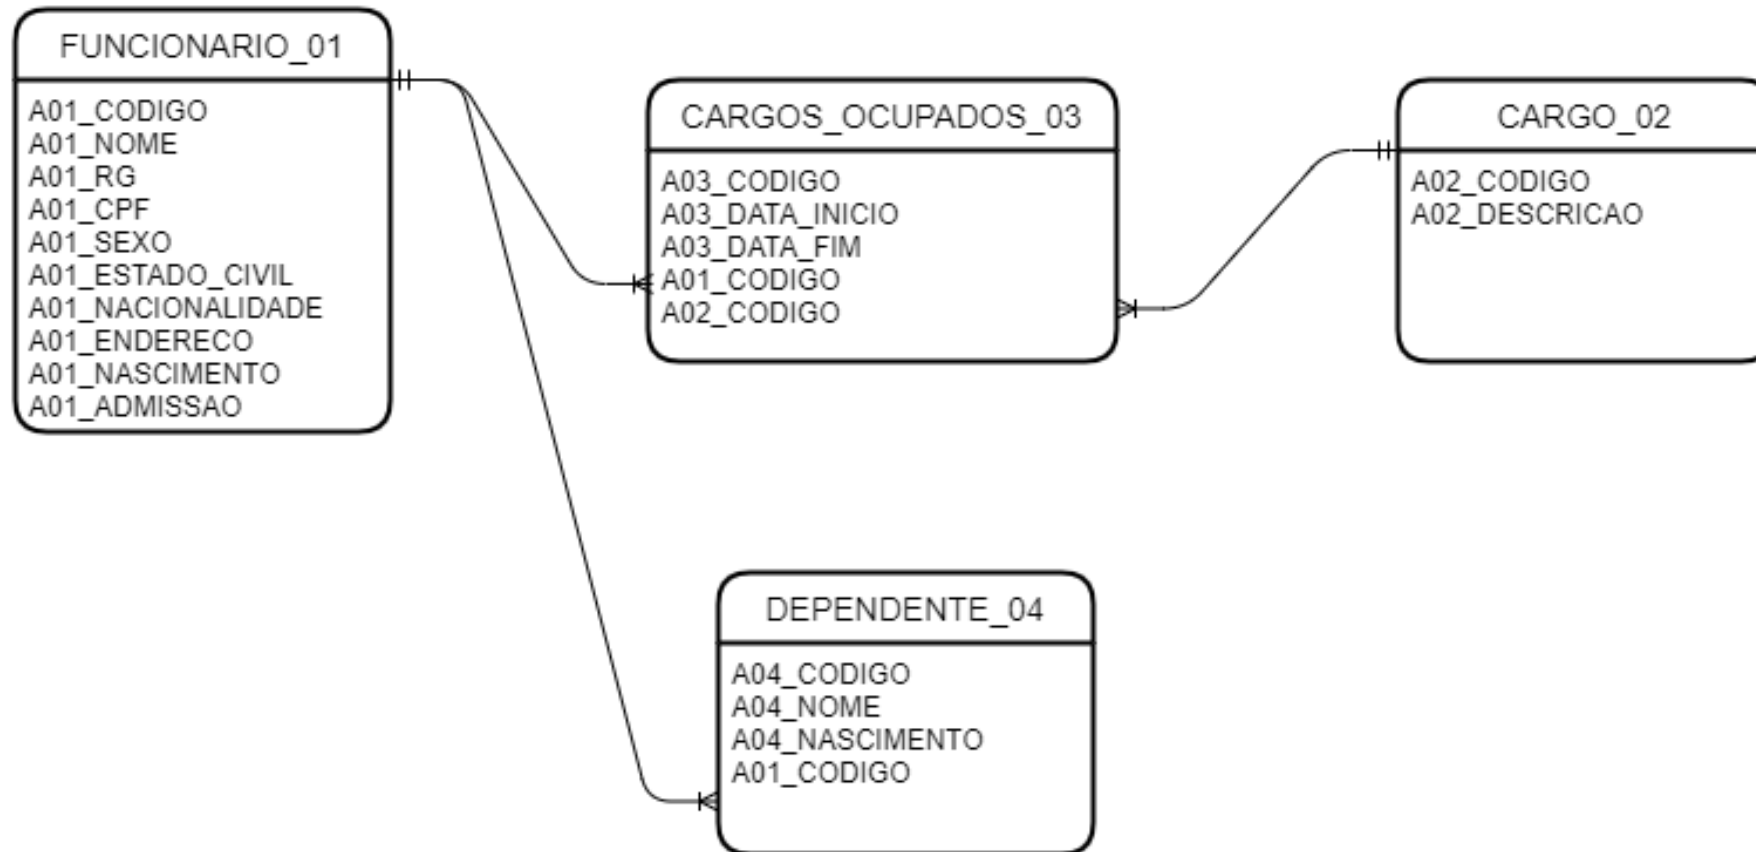 FUNCIONARIO_01
A01_CODIGO
A01_NOME
A01_RG
A01_CPF
A01_SEXO
A01_ESTADO_CIVIL
A01_NACIONALIDADE
A01_ENDERECO
A01_NASCIMENTO
A01_ADMISSAO
CARGOS_OCUPADOS_03
A03_CODIGO
A03_DATA_INICIO
A03_DATA_FIM
A01_CODIGO
A02_CODIGO
CARGO_02
A02_CODIGO
A02_DESCRICAO
DEPENDENTE_04
A04_CODIGO
A04_NOME
A04_NASCIMENTO
A01_CODIGO